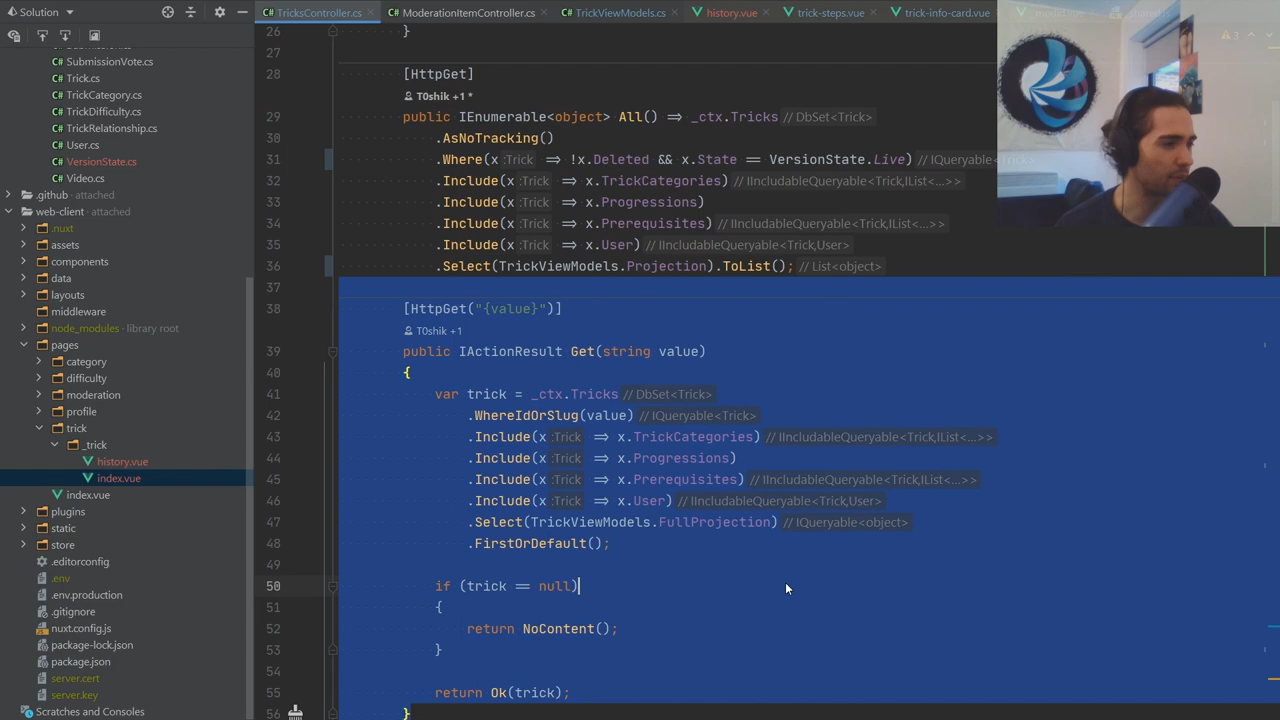 Solution
TricksController.cs
ModerationItemController.cs
TrickViewModels.cs
history.vue
trick-steps.vue
trick-info-card.vue
SubmissionVote.cs
Trick.cs
TrickCategory.cs
TrickDifficulty.cs
TrickRelationship.cs
User.cs
VersionState.cs
Video.cs
.github attached
web-client attached
.nuxt
assets
components
data
layouts
middleware
node_modules library root
pages
category
difficulty
moderation
profile
trick
_trick
history.vue
index.vue
index.vue
plugins
static
store
.editorconfig
.env
.env.production
.gitignore
nuxt.config.js
package-lock.json
package.json
server.cert
server.key
Scratches and Consoles
26 }
27
28 [HttpGet]
T0shik +1 *
29 public IEnumerable<object> All() => _ctx.Tricks // DbSet<Trick>
30 .AsNoTracking()
31 .Where(x :Trick => !x.Deleted && x.State == VersionState.Live) // IQueryable<Trick>
32 .Include(x :Trick => x.TrickCategories) // IIncludableQueryable<Trick,IList<...>>
33 .Include(x :Trick => x.Progressions)
34 .Include(x :Trick => x.Prerequisites) // IIncludableQueryable<Trick,IList<...>>
35 .Include(x :Trick => x.User) // IIncludableQueryable<Trick,User>
36 .Select(TrickViewModels.Projection).ToList(); // List<object>
37
38 [HttpGet("{value}")]
T0shik +1
39 public IActionResult Get(string value)
40 {
41 var trick = _ctx.Tricks // DbSet<Trick>
42 .WhereIdOrSlug(value) // IQueryable<Trick>
43 .Include(x :Trick => x.TrickCategories) // IIncludableQueryable<Trick,IList<...>>
44 .Include(x :Trick => x.Progressions)
45 .Include(x :Trick => x.Prerequisites) // IIncludableQueryable<Trick,IList<...>>
46 .Include(x :Trick => x.User) // IIncludableQueryable<Trick,User>
47 .Select(TrickViewModels.FullProjection) // IQueryable<object>
48 .FirstOrDefault();
49
50 if (trick == null)
51 {
52 return NoContent();
53 }
54
55 return Ok(trick);
56 }
3